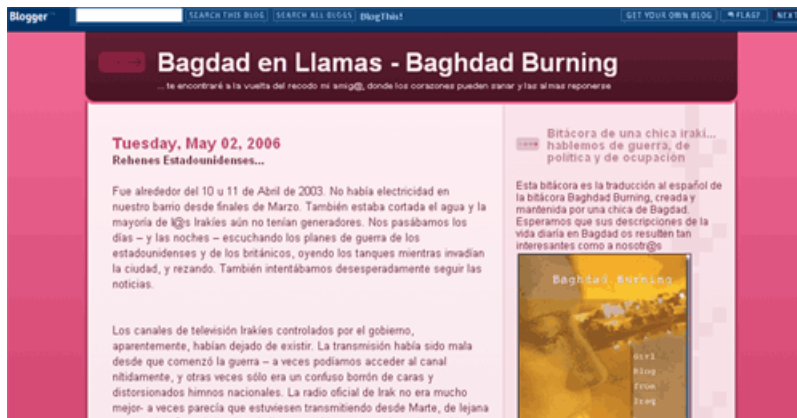 Blogger
SEARCH THIS BLOG
SEARCH ALL BLOGS
BlogThis!
GET YOUR OWN BLOG
FLAG?
NEXT
Bagdad en Llamas - Baghdad Burning
... te encontraré a la vuelta del recodo mi amig@, donde los corazones pueden sanar y las almas reponerse
Tuesday, May 02, 2006
Rehenes Estadounidenses...
Fue alrededor del 10 u 11 de Abril de 2003. No había electricidad en
nuestro barrio desde finales de Marzo. También estaba cortada el agua y la
mayoría de l@s Irakíes aún no tenían generadores. Nos pasábamos los
días – y las noches – escuchando los planes de guerra de los
estadounidenses y de los británicos, oyendo los tanques mientras invadían
la ciudad, y rezando. También intentábamos desesperadamente seguir las
noticias.
Los canales de televisión Irakíes controlados por el gobierno,
aparentemente, habían dejado de existir. La transmisión había sido mala
desde que comenzó la guerra – a veces podíamos acceder al canal
nítidamente, y otras veces sólo era un confuso borrón de caras y
distorsionados himnos nacionales. La radio oficial de Irak no era mucho
mejor- a veces parecía que estuviesen transmitiendo desde Marte, de lejana
Bitácora de una chica irakí...
hablemos de guerra, de
política y de ocupación
Esta bitácora es la traducción al español de
la bitácora Baghdad Burning, creada y
mantenida por una chica de Bagdad.
Esperamos que sus descripciones de la
vida diaría en Bagdad os resulten tan
interesantes como a nosotr@s
Baghdad Burning
Girl
Blog
from
Iraq